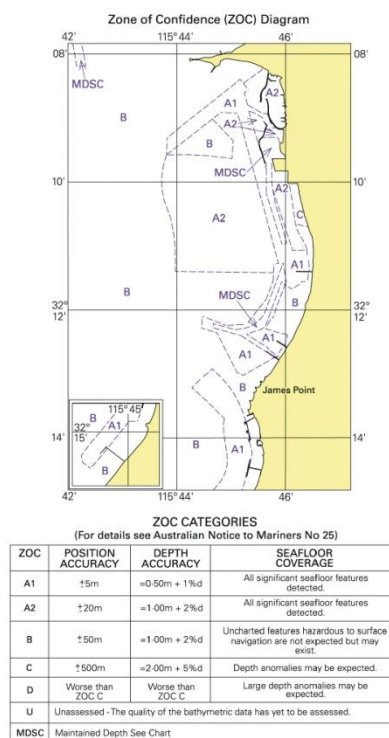 Zone of Confidence (ZOC) Diagram
42' 115° 44' 46'
08'
A2
A1
MDSC
A2
B
B
MDSC
10'
A2
C
A2
A1
B
MDSC
B
32°
12'
A1
A1
B
James Point
115° 45'
B
A1
32°
15'
B
14'
B
A1
42' 115° 44' 46'
ZOC CATEGORIES
(For details see Australian Notice to Mariners No 25)
ZOC POSITION ACCURACY DEPTH ACCURACY SEAFLOOR COVERAGE
A1 ±5m =0·50m + 1%d All significant seafloor features detected.
A2 ±20m =1·00m + 2%d All significant seafloor features detected.
B ±50m =1·00m + 2%d Uncharted features hazardous to surface navigation are not expected but may exist.
C ±500m =2·00m + 5%d Depth anomalies may be expected.
D Worse than ZOC C Worse than ZOC C Large depth anomalies may be expected.
U Unassessed - The quality of the bathymetric data has yet to be assessed.
MDSC Maintained Depth See Chart